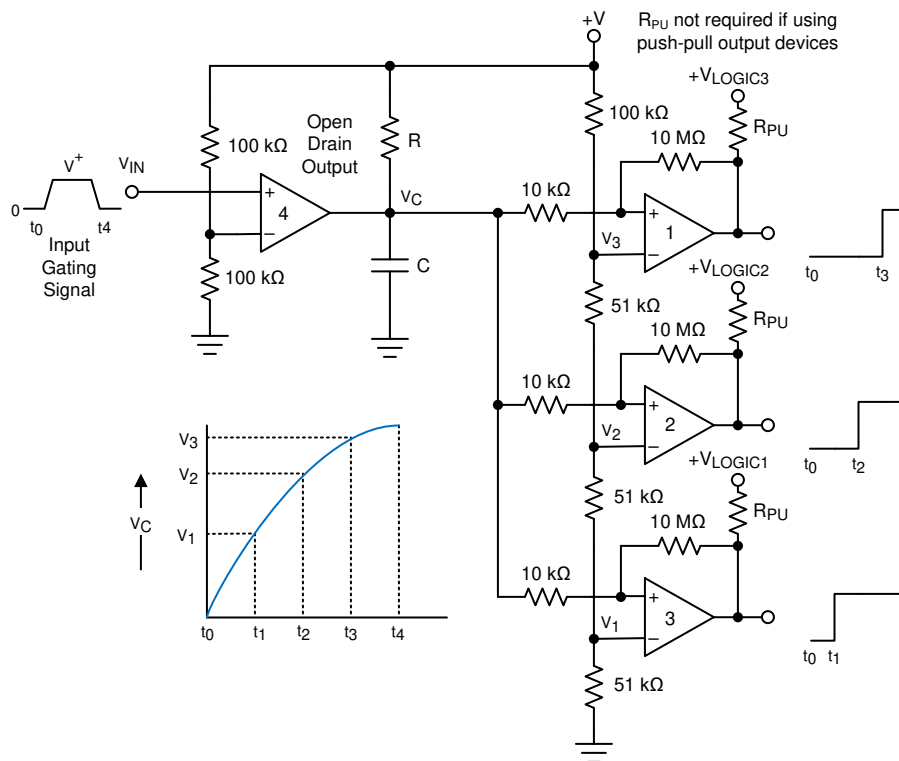 +V
RPU not required if using
push-pull output devices
+VLOGIC3
RPU
100 kΩ
10 MΩ
100 kΩ
Open
Drain
Output
R
VIN
V+
0
t0
t4
Input
Gating
Signal
+
−
4
VC
10 kΩ
+
−
1
V3
t0
t3
100 kΩ
C
+VLOGIC2
RPU
51 kΩ
10 MΩ
10 kΩ
+
−
2
V2
t0
t2
+VLOGIC1
RPU
51 kΩ
10 MΩ
10 kΩ
+
−
3
V1
t0
t1
51 kΩ
V3
V2
V1
VC
t0
t1
t2
t3
t4